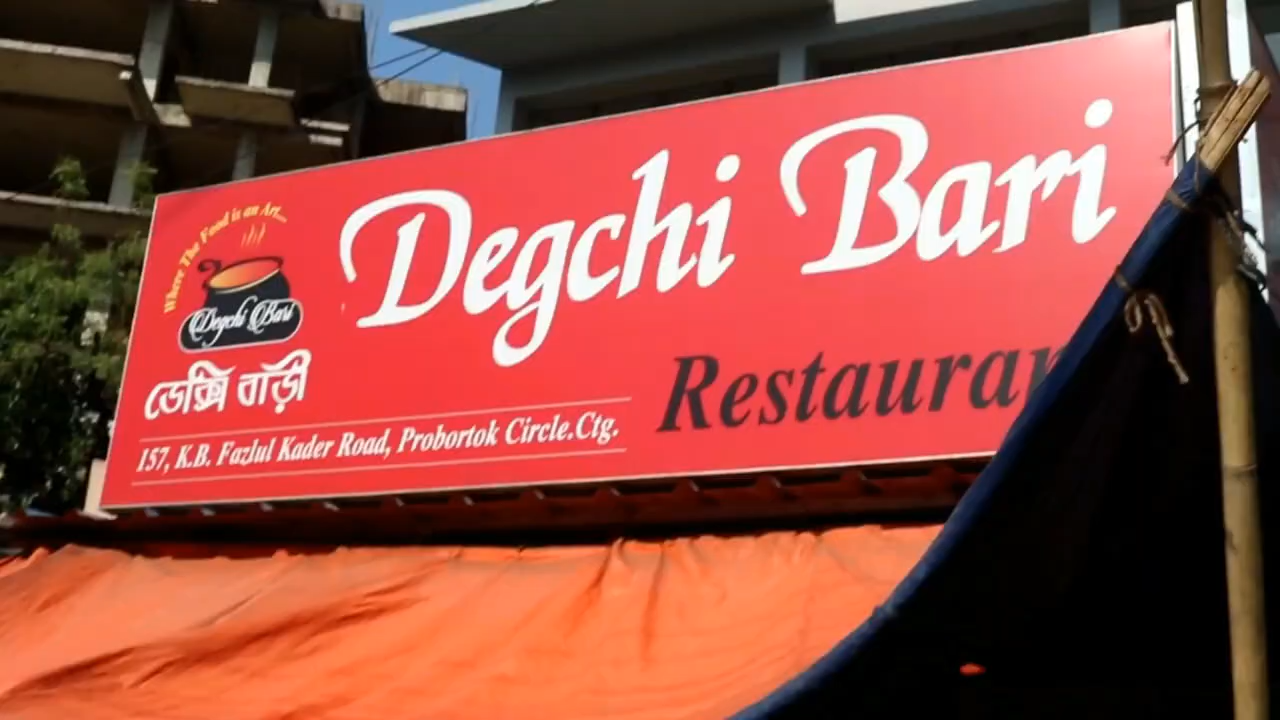 Where The Food is an Art...
Degchi Bari
ডেক্সি বাড়ী
157, K.B. Fazlul Kader Road, Probortok Circle.Ctg.
Degchi Bari